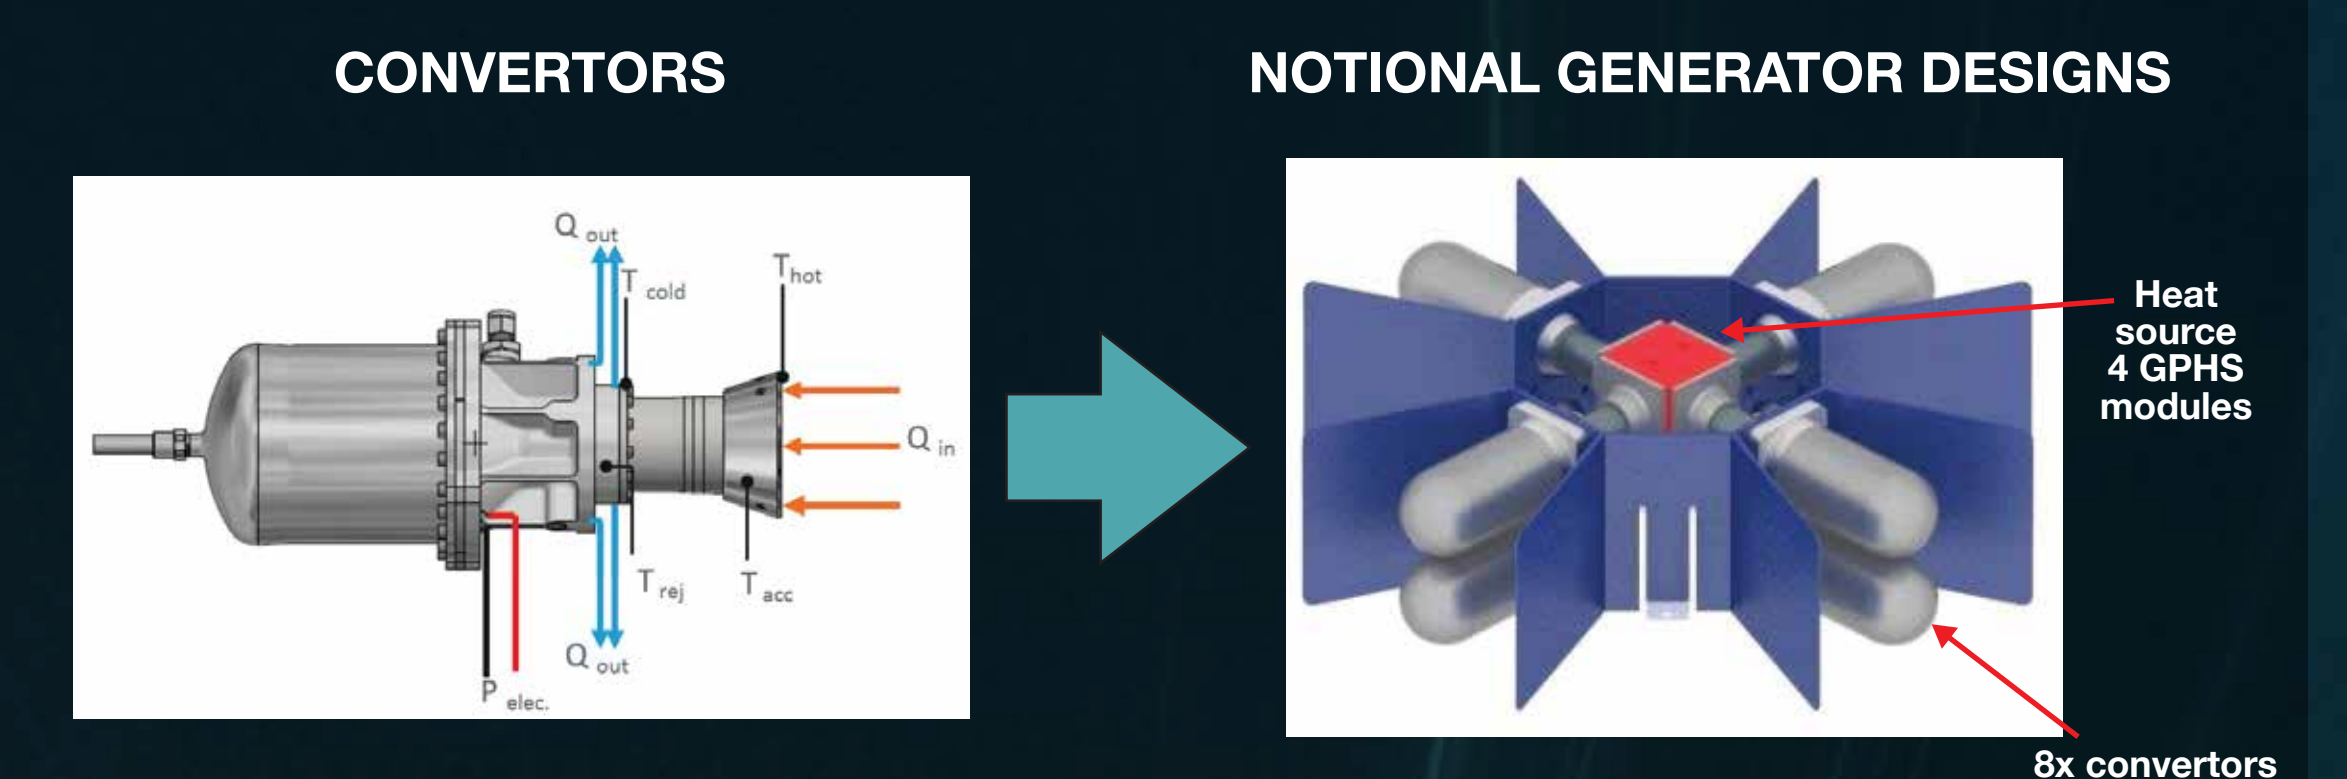 CONVERTORS
NOTIONAL GENERATOR DESIGNS
Q out
T cold
T hot
Q in
T rej
T acc
Q out
P elec.
Heat
source
4 GPHS
modules
8x convertors